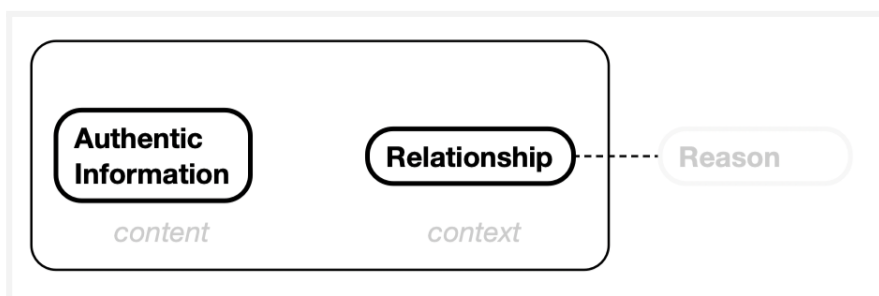 Authentic
Information
Relationship
Reason
content
context